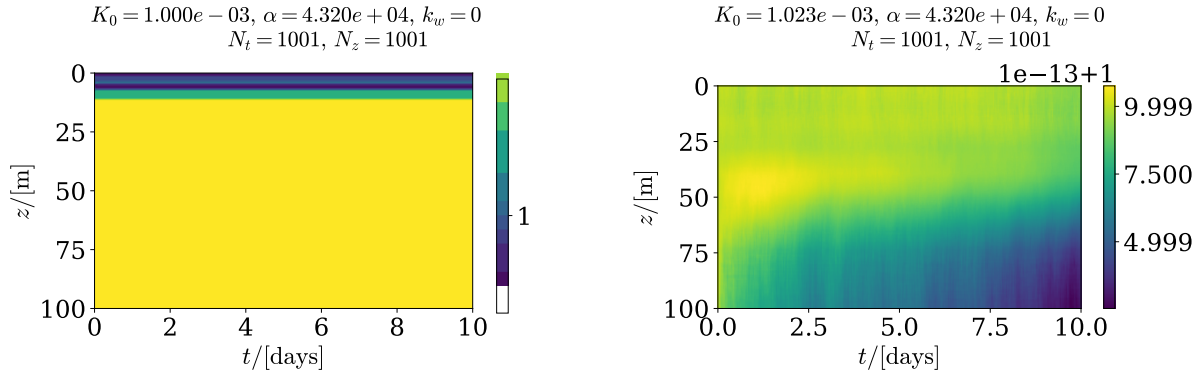 K₀ = 1.000e − 03, α = 4.320e + 04, k_w = 0
N_t = 1001, N_z = 1001
0
25
50
75
100
z/[m]
0 2 4 6 8 10
t/[days]
1
K₀ = 1.023e − 03, α = 4.320e + 04, k_w = 0
N_t = 1001, N_z = 1001
1e−13+1
0
25
50
75
100
z/[m]
0.0 2.5 5.0 7.5 10.0
t/[days]
9.999
7.500
4.999